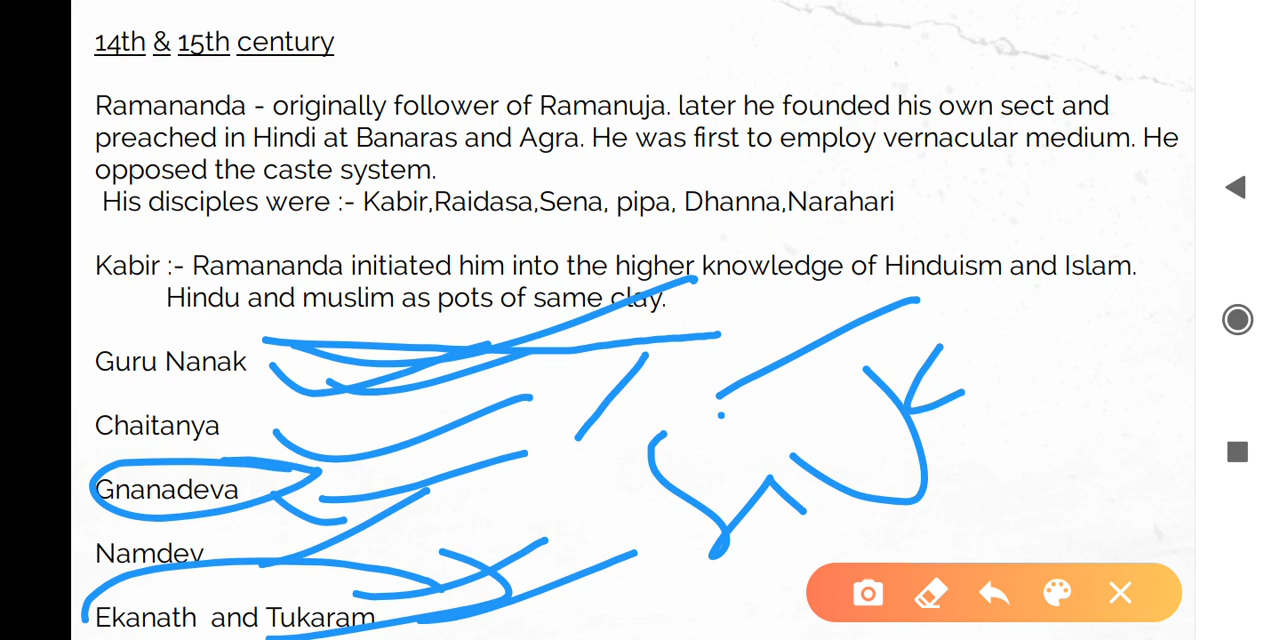 14th & 15th century
Ramananda - originally follower of Ramanuja. later he founded his own sect and
preached in Hindi at Banaras and Agra. He was first to employ vernacular medium. He
opposed the caste system.
His disciples were :- Kabir,Raidasa,Sena, pipa, Dhanna,Narahari
Kabir :- Ramananda initiated him into the higher knowledge of Hinduism and Islam.
Hindu and muslim as pots of same clay.
Guru Nanak
Chaitanya
Gnanadeva
Namdev
Ekanath and Tukaram